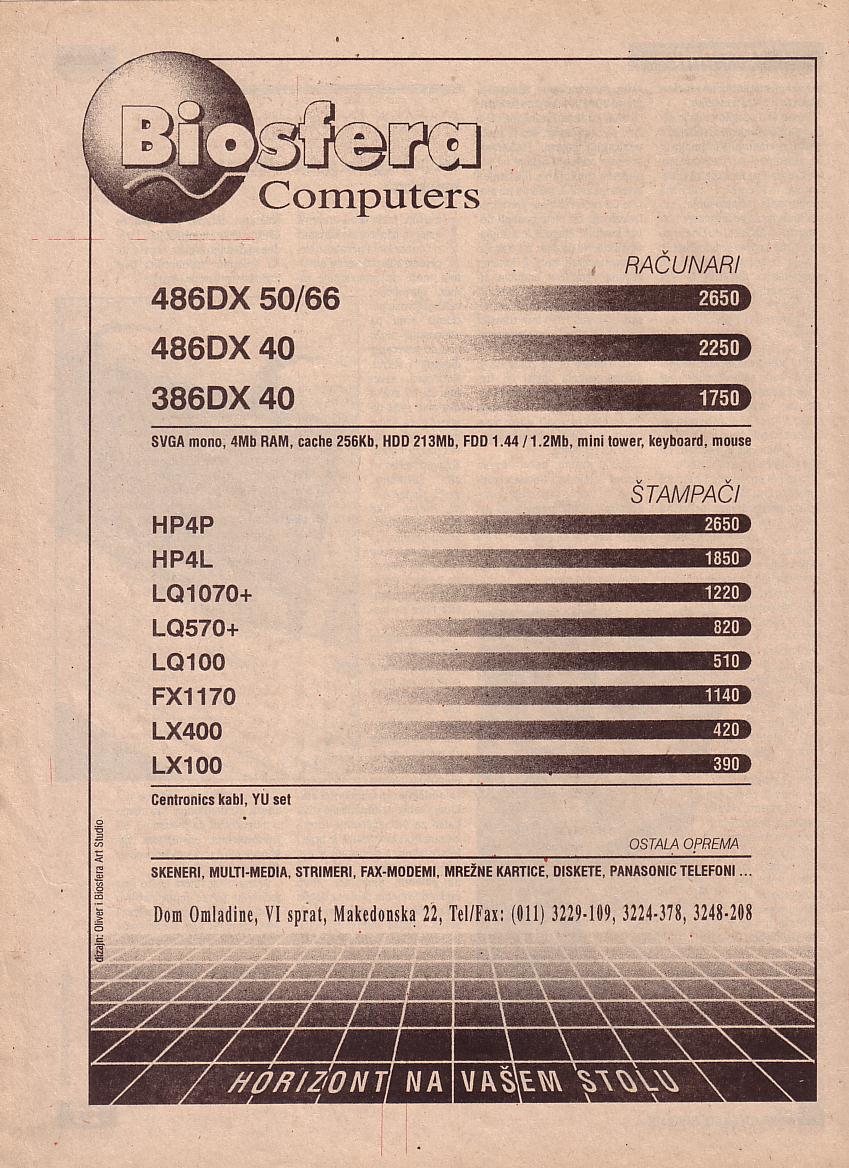 Biosfera
Computers
RAČUNARI
486DX 50/66 2650
486DX 40 2250
386DX 40 1750
SVGA mono, 4Mb RAM, cache 256Kb, HDD 213Mb, FDD 1.44 / 1.2Mb, mini tower, keyboard, mouse
ŠTAMPAČI
HP4P 2650
HP4L 1850
LQ1070+ 1220
LQ570+ 820
LQ100 510
FX1170 1140
LX400 420
LX100 390
Centronics kabl, YU set
OSTALA OPREMA
SKENERI, MULTI-MEDIA, STRIMERI, FAX-MODEMI, MREŽNE KARTICE, DISKETE, PANASONIC TELEFONI ...
Dom Omladine, VI sprat, Makedonska 22, Tel/Fax: (011) 3229-109, 3224-378, 3248-208
dizajn: Oliver i Biosfera Art Studio
HORIZONT NA VAŠEM STOLU